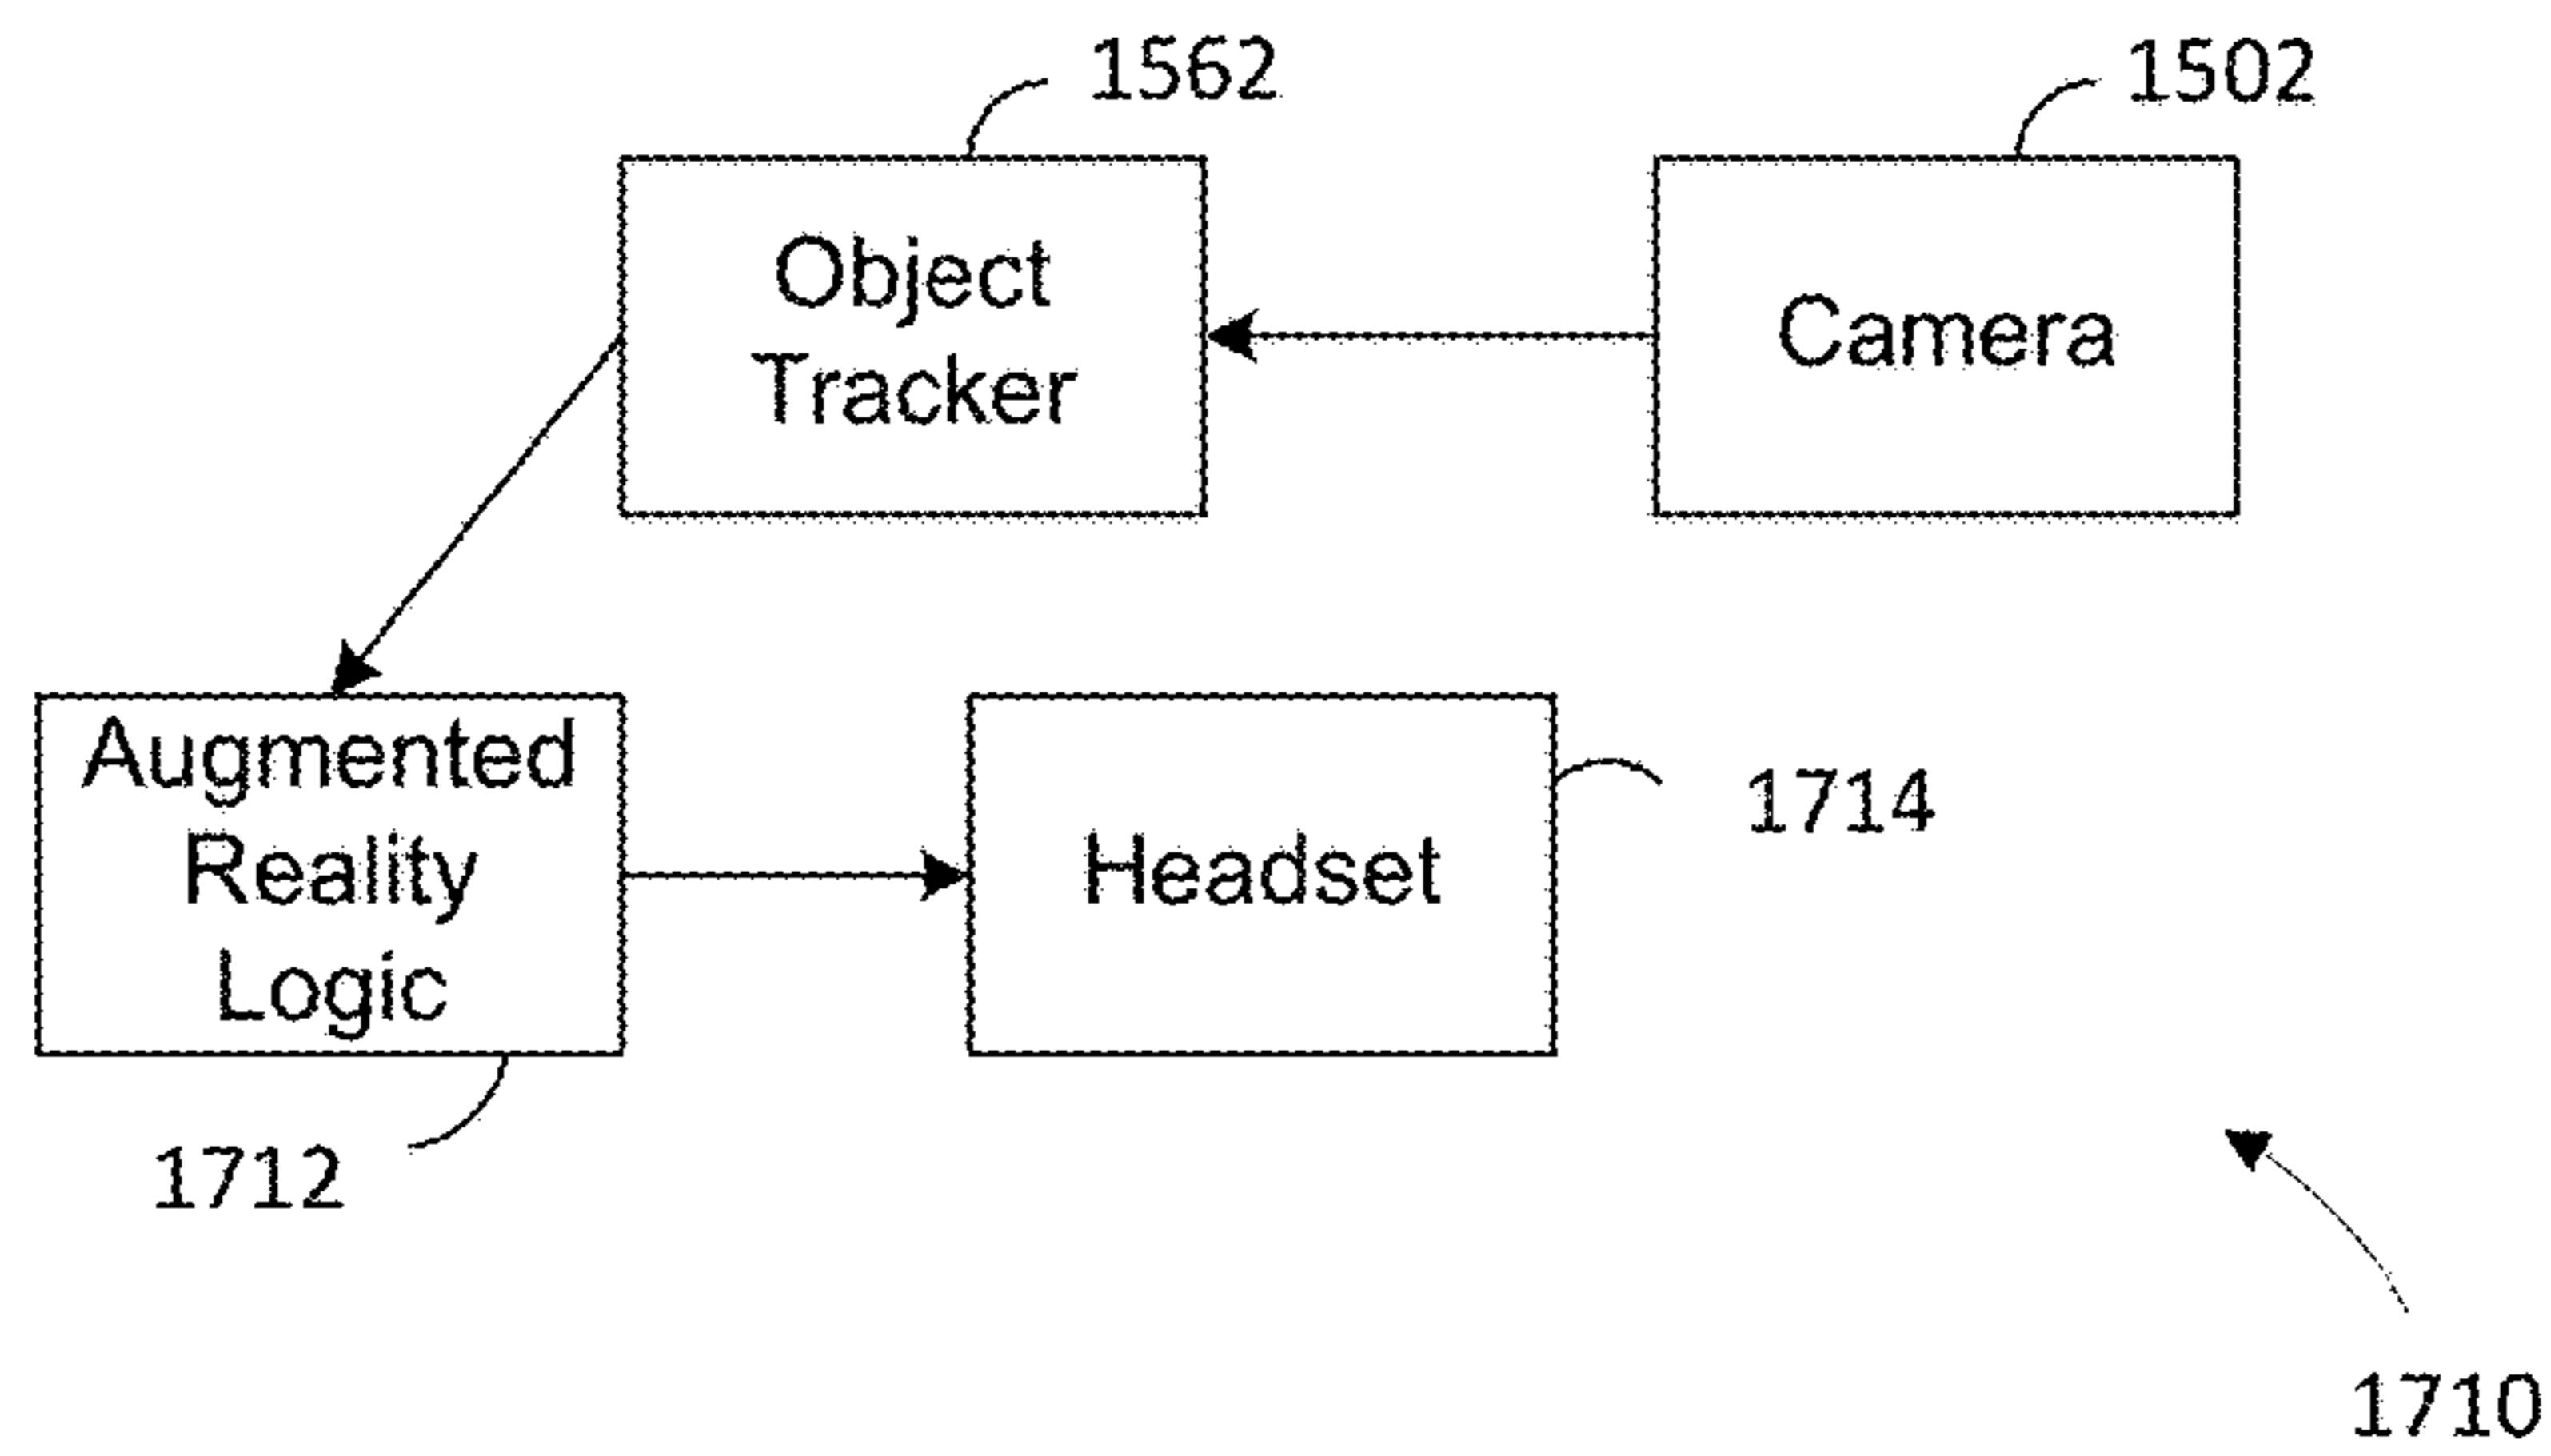 1562
1502
Object
Tracker
Camera
Augmented
Reality
Logic
Headset
1714
1712
1710